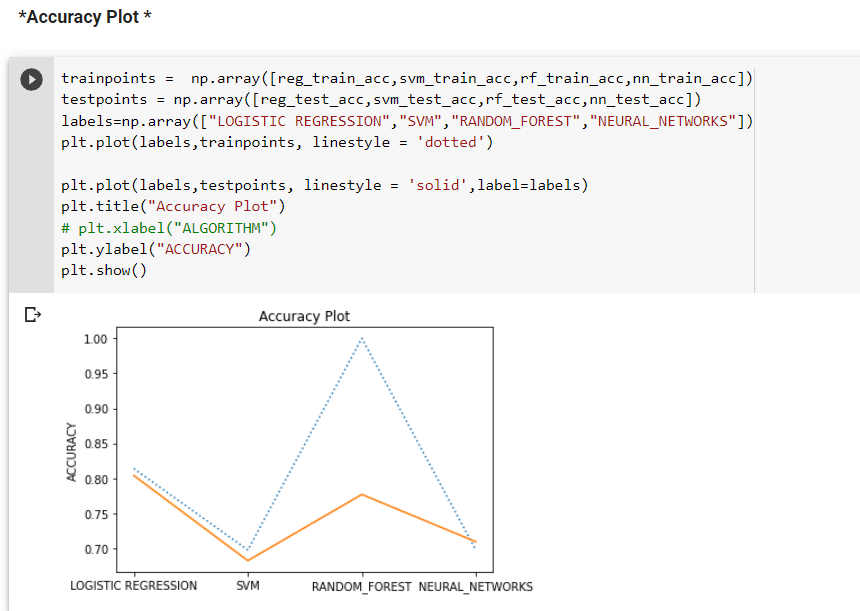 *Accuracy Plot *
trainpoints =  np.array([reg_train_acc,svm_train_acc,rf_train_acc,nn_train_acc])
testpoints = np.array([reg_test_acc,svm_test_acc,rf_test_acc,nn_test_acc])
labels=np.array(["LOGISTIC REGRESSION","SVM","RANDOM_FOREST","NEURAL_NETWORKS"])
plt.plot(labels,trainpoints, linestyle = 'dotted')
plt.plot(labels,testpoints, linestyle = 'solid',label=labels)
plt.title("Accuracy Plot")
# plt.xlabel("ALGORITHM")
plt.ylabel("ACCURACY")
plt.show()
Accuracy Plot
1.00
0.95
0.90
0.85
0.80
0.75
0.70
ACCURACY
LOGISTIC REGRESSION SVM RANDOM_FOREST NEURAL_NETWORKS